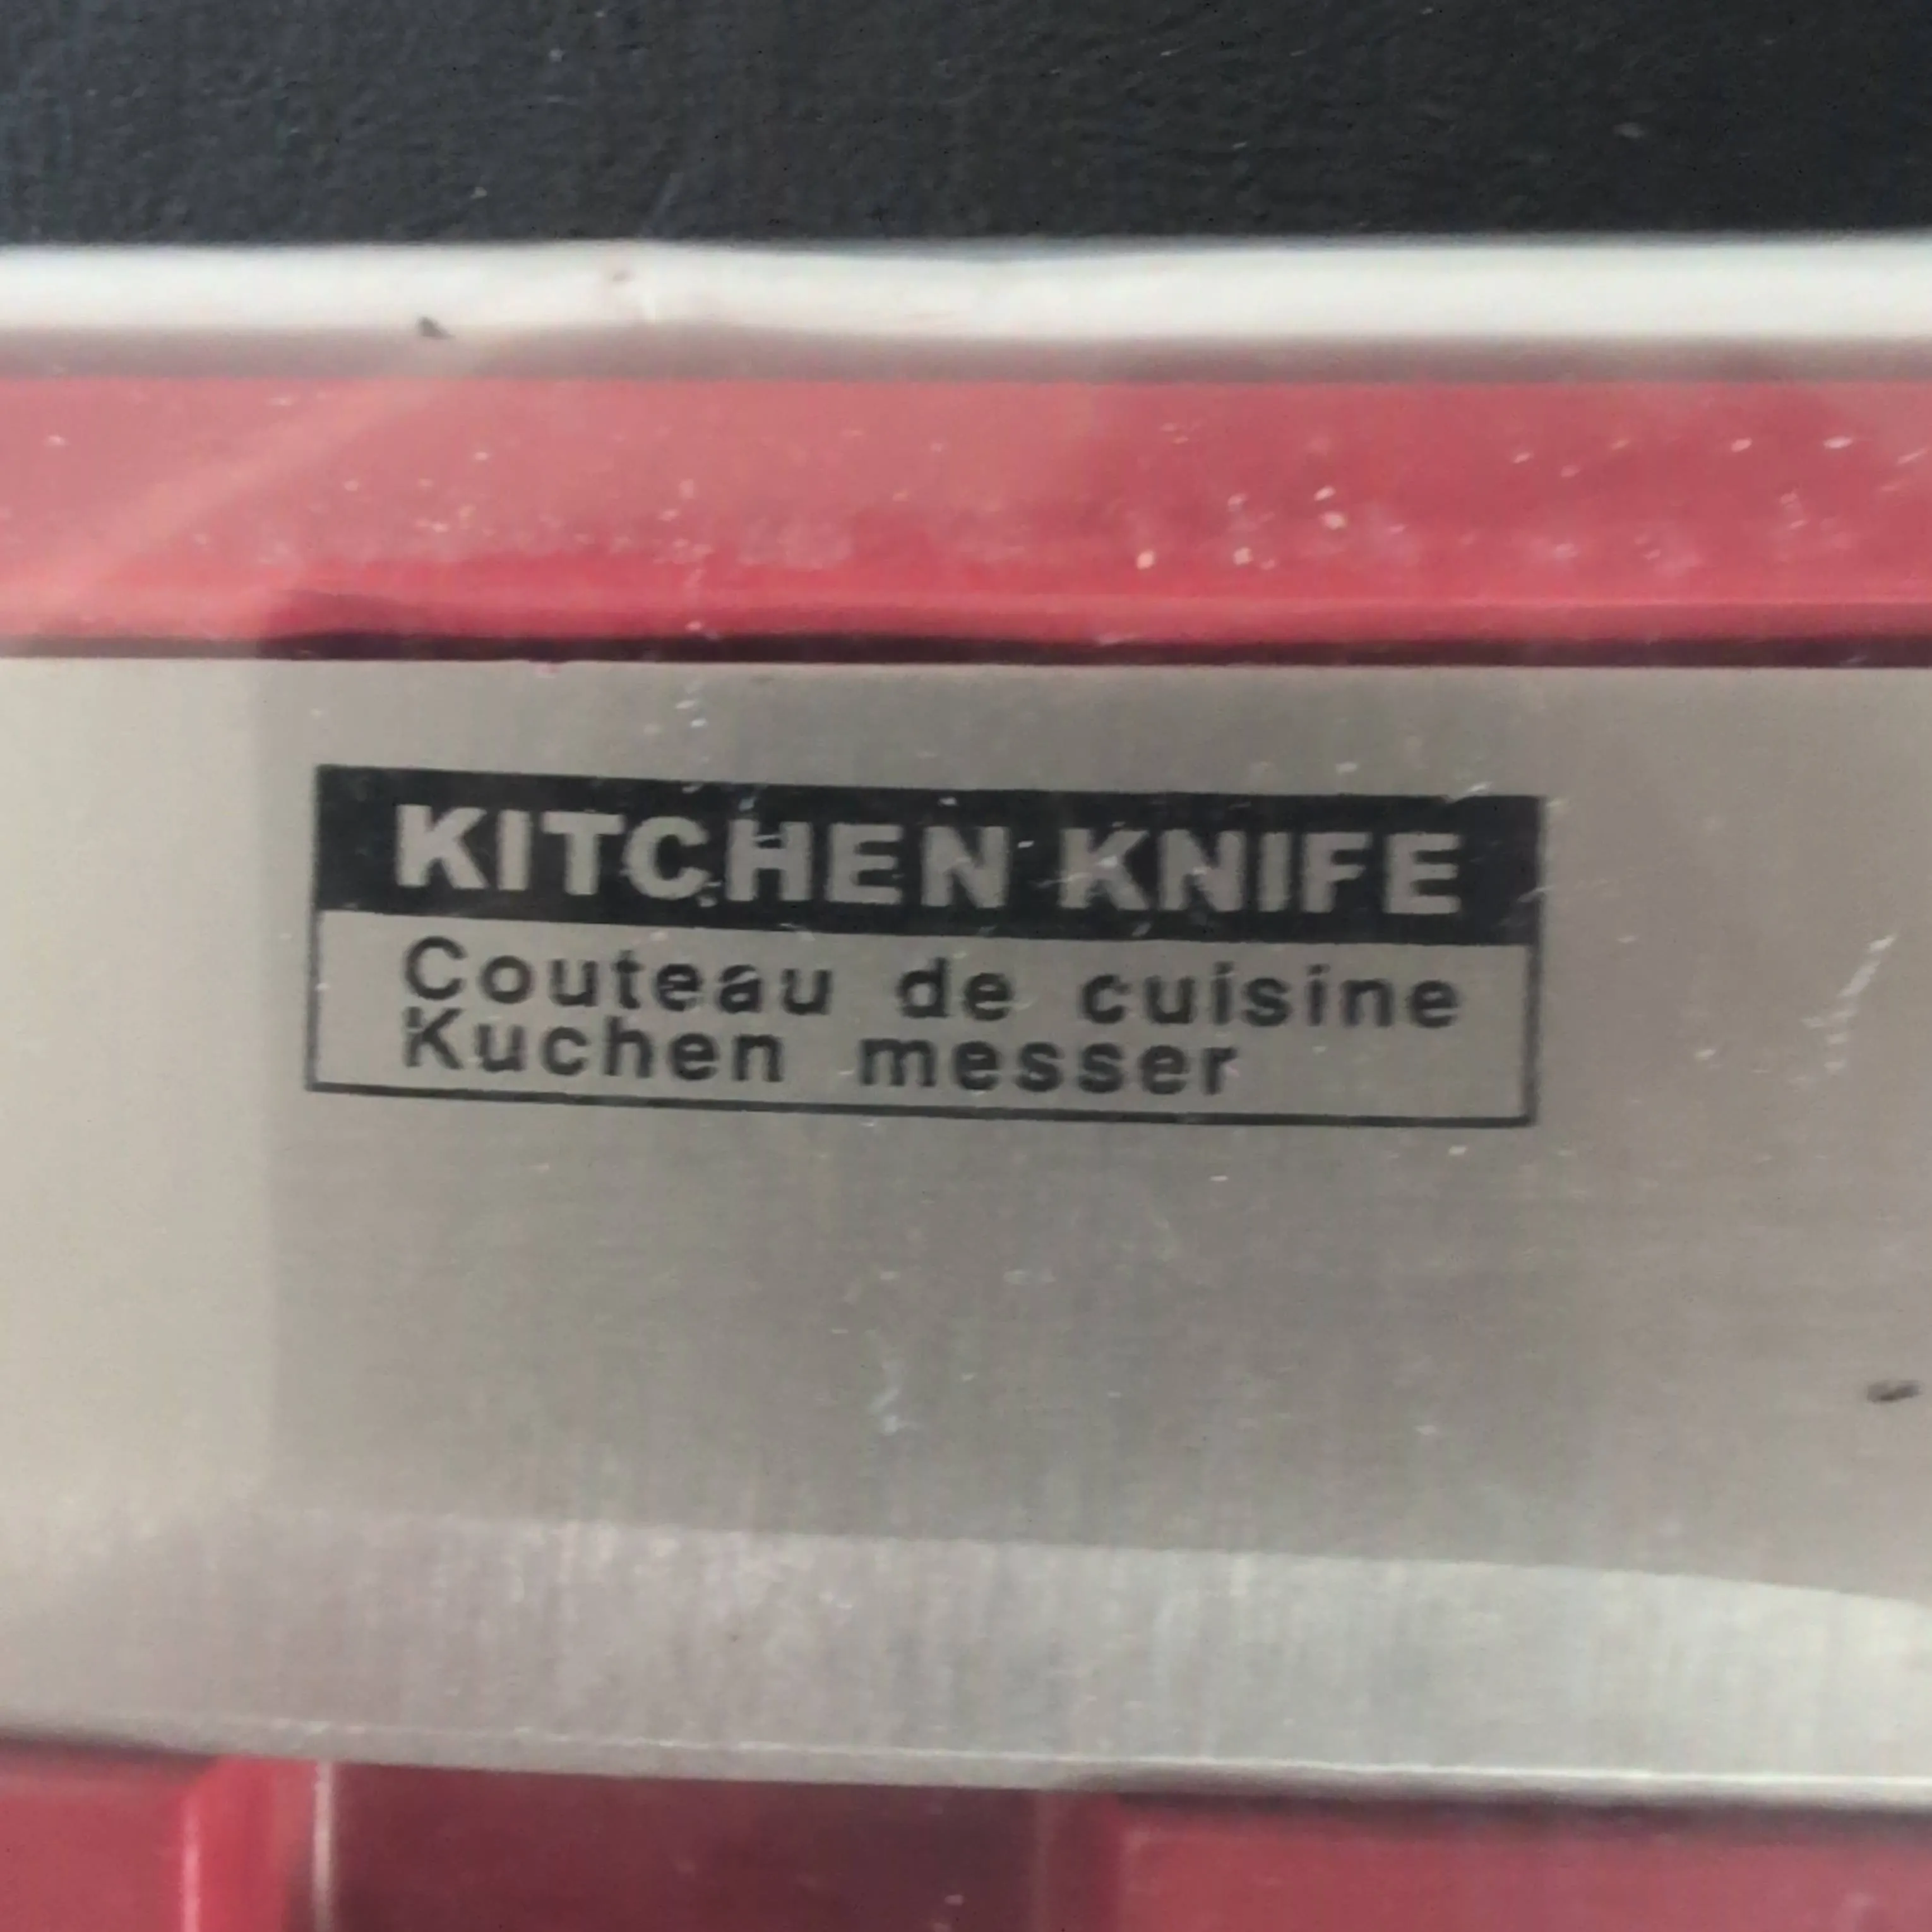 KITCHEN KNIFE
Couteau de cuisine
Kuchen messer